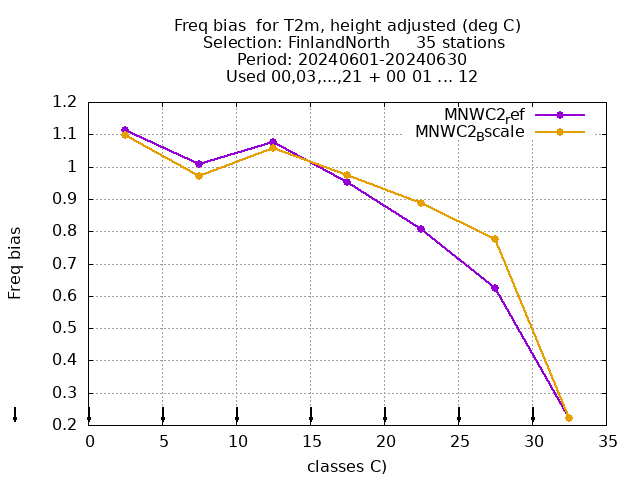 Freq bias  for T2m, height adjusted (deg C)
Selection: FinlandNorth     35 stations
Period: 20240601-20240630
Used 00,03,...,21 + 00 01 ... 12
MNWC2ref
MNWC2Bscale
1.2
1.1
1
0.9
0.8
0.7
0.6
0.5
0.4
0.3
0.2
Freq bias
0 5 10 15 20 25 30 35
classes C)